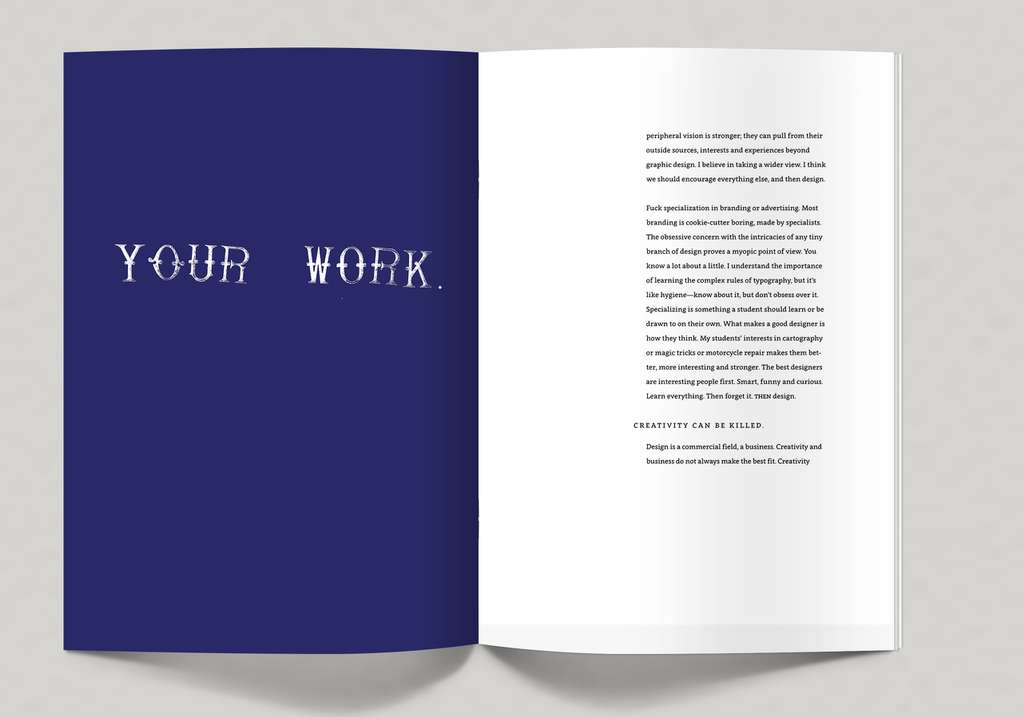 YOUR WORK.
peripheral vision is stronger; they can pull from their
outside sources, interests and experiences beyond
graphic design. I believe in taking a wider view. I think
we should encourage everything else, and then design.
Fuck specialization in branding or advertising. Most
branding is cookie-cutter boring, made by specialists.
The obsessive concern with the intricacies of any tiny
branch of design proves a myopic point of view. You
know a lot about a little. I understand the importance
of learning the complex rules of typography, but it's
like hygiene—know about it, but don't obsess over it.
Specializing is something a student should learn or be
drawn to on their own. What makes a good designer is
how they think. My students' interests in cartography
or magic tricks or motorcycle repair makes them bet-
ter, more interesting and stronger. The best designers
are interesting people first. Smart, funny and curious.
Learn everything. Then forget it. THEN design.
CREATIVITY CAN BE KILLED.
Design is a commercial field, a business. Creativity and
business do not always make the best fit. Creativity